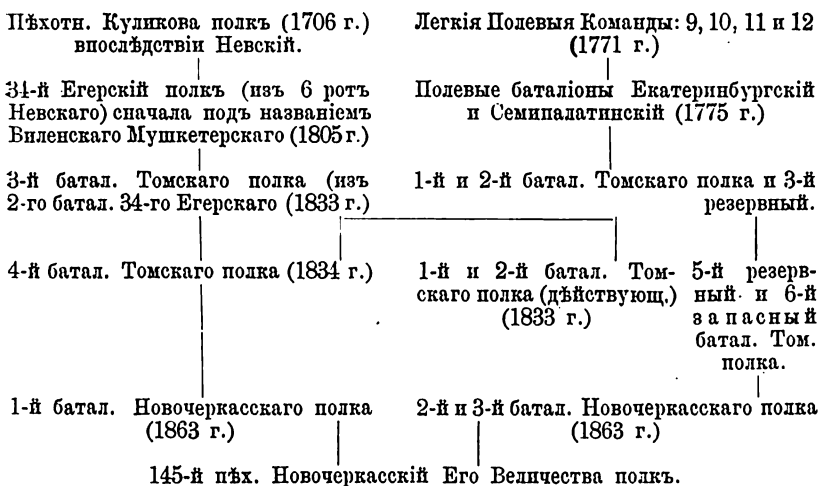 Пѣхотн. Куликова полкъ (1706 г.)
впослѣдствіи Невскій.
Легкія Полевыя Команды: 9, 10, 11 и 12
(1771 г.)
34-й Егерскій полкъ (изъ 6 ротъ
Невскаго) сначала подъ названіемъ
Виленскаго Мушкетерскаго (1805 г.)
Полевые баталіоны Екатеринбургскій
и Семипалатинскій (1775 г.)
3-й батал. Томскаго полка (изъ
2-го батал. 34-го Егерскаго (1833 г.)
1-й и 2-й батал. Томскаго полка и 3-й
резервный.
4-й батал. Томскаго полка (1834 г.)
1-й и 2-й батал. Том-
скаго полка (дѣйствующ.)
(1833 г.)
5-й резерв-
ный и 6-й
запасный
батал. Том.
полка.
1-й батал. Новочеркасскаго полка
(1863 г.)
2-й и 3-й батал. Новочеркасскаго полка
(1863 г.)
145-й пѣх. Новочеркасскій Его Величества полкъ.